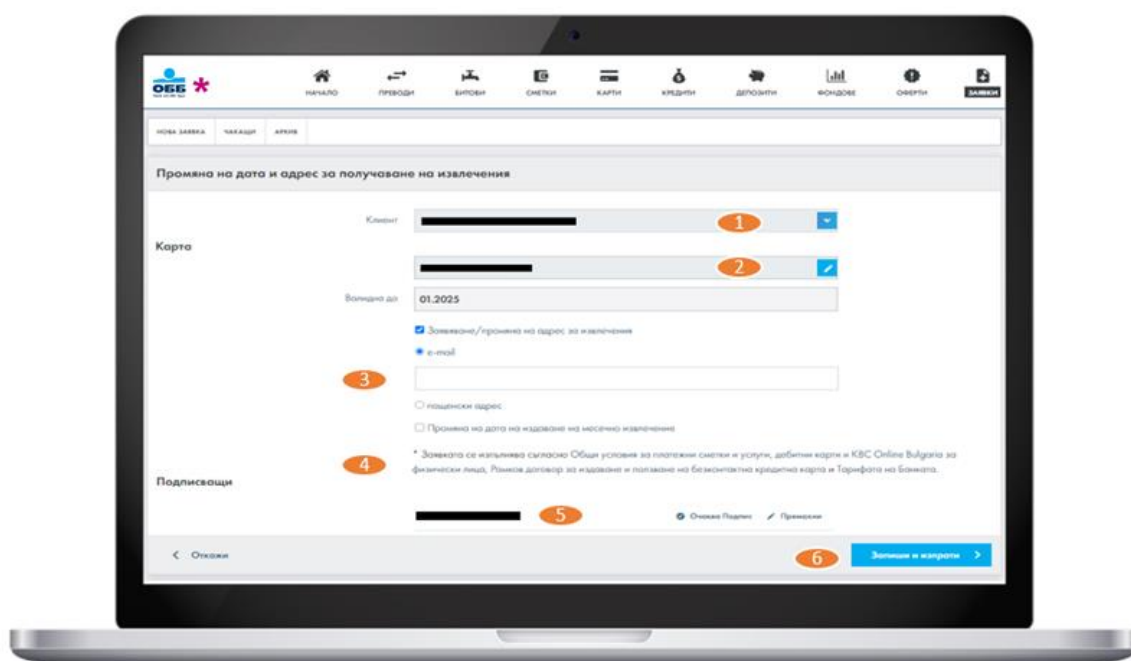 ОББ
НАЧАЛО ПРЕВОДИ БИТОВИ СМЕТКИ КАРТИ КРЕДИТИ ДЕПОЗИТИ ФОНДОВЕ ОФЕРТИ ЗАЯВКИ
НОВА ЗАЯВКА ЧАКАЩИ АРХИВ
Промяна на дата и адрес за получаване на извлечения
Клиент 1
Карта
2
Валидна до 01.2025
Заявяване/промяна на адрес за извлечения
e-mail
3
пощенски адрес
Промяна на дата на издаване на месечно извлечение
* Заявката се изпълнява съгласно Общи условия за платежни сметки и услуги, дебитни карти и KBC Online Bulgaria за
4 физически лица, Рамков договор за издаване и ползване на безконтактна кредитна карта и Тарифата на Банката.
Подписващи
5 Очаква Подпис Премахни
Откажи 6 Запиши и изпрати